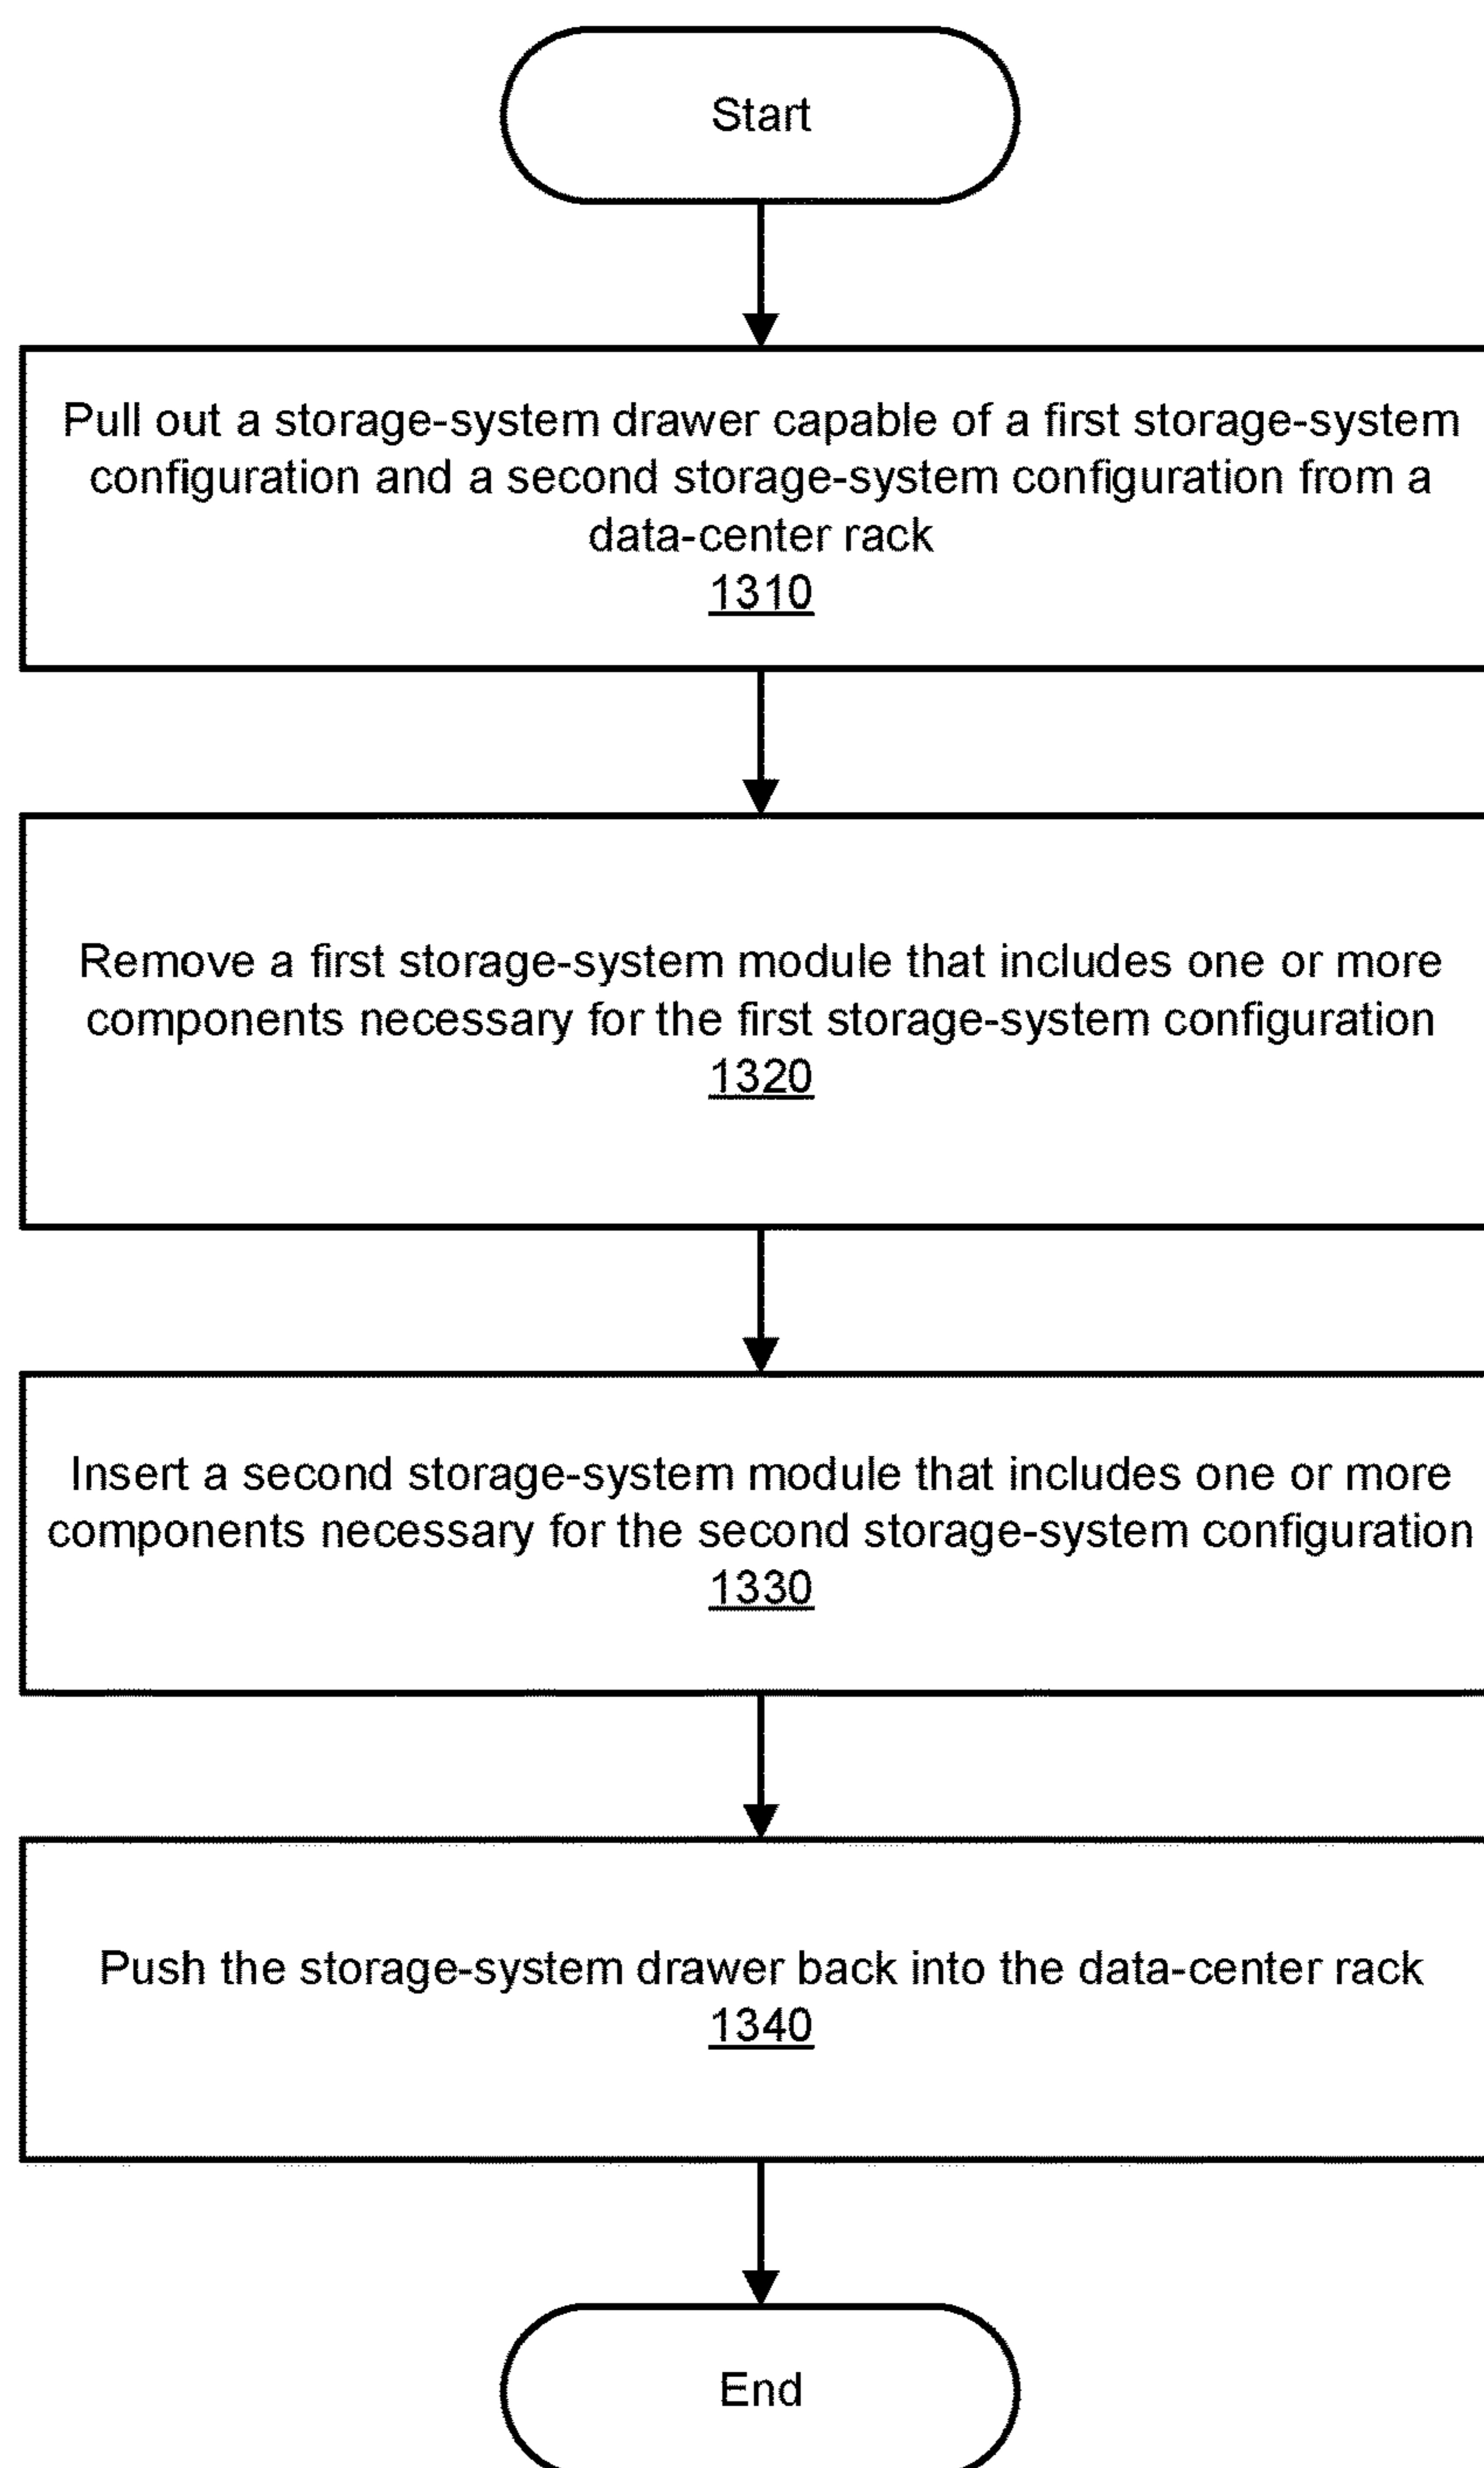 Start
Pull out a storage-system drawer capable of a first storage-system
configuration and a second storage-system configuration from a
data-center rack
1310
Remove a first storage-system module that includes one or more
components necessary for the first storage-system configuration
1320
Insert a second storage-system module that includes one or more
components necessary for the second storage-system configuration
1330
Push the storage-system drawer back into the data-center rack
1340
End